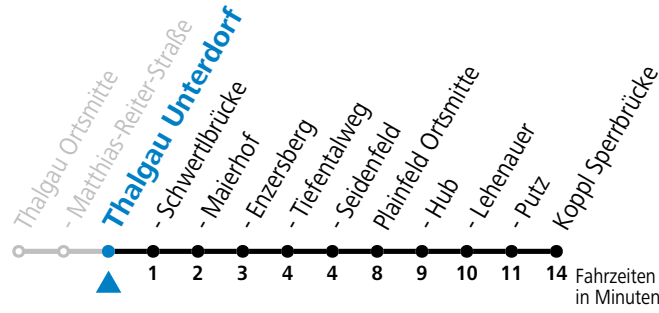 Thalgau Ortsmitte
- Matthias-Reiter-Straße
Thalgau Unterdorf
- Schwertlbrücke
- Maierhof
- Enzersberg
- Tiefentalweg
- Seidenfeld
Plainfeld Ortsmitte
- Hub
- Lehenauer
- Putz
Koppl Sperrbrücke
1 2 3 4 4 8 9 10 11 14
Fahrzeiten
in Minuten